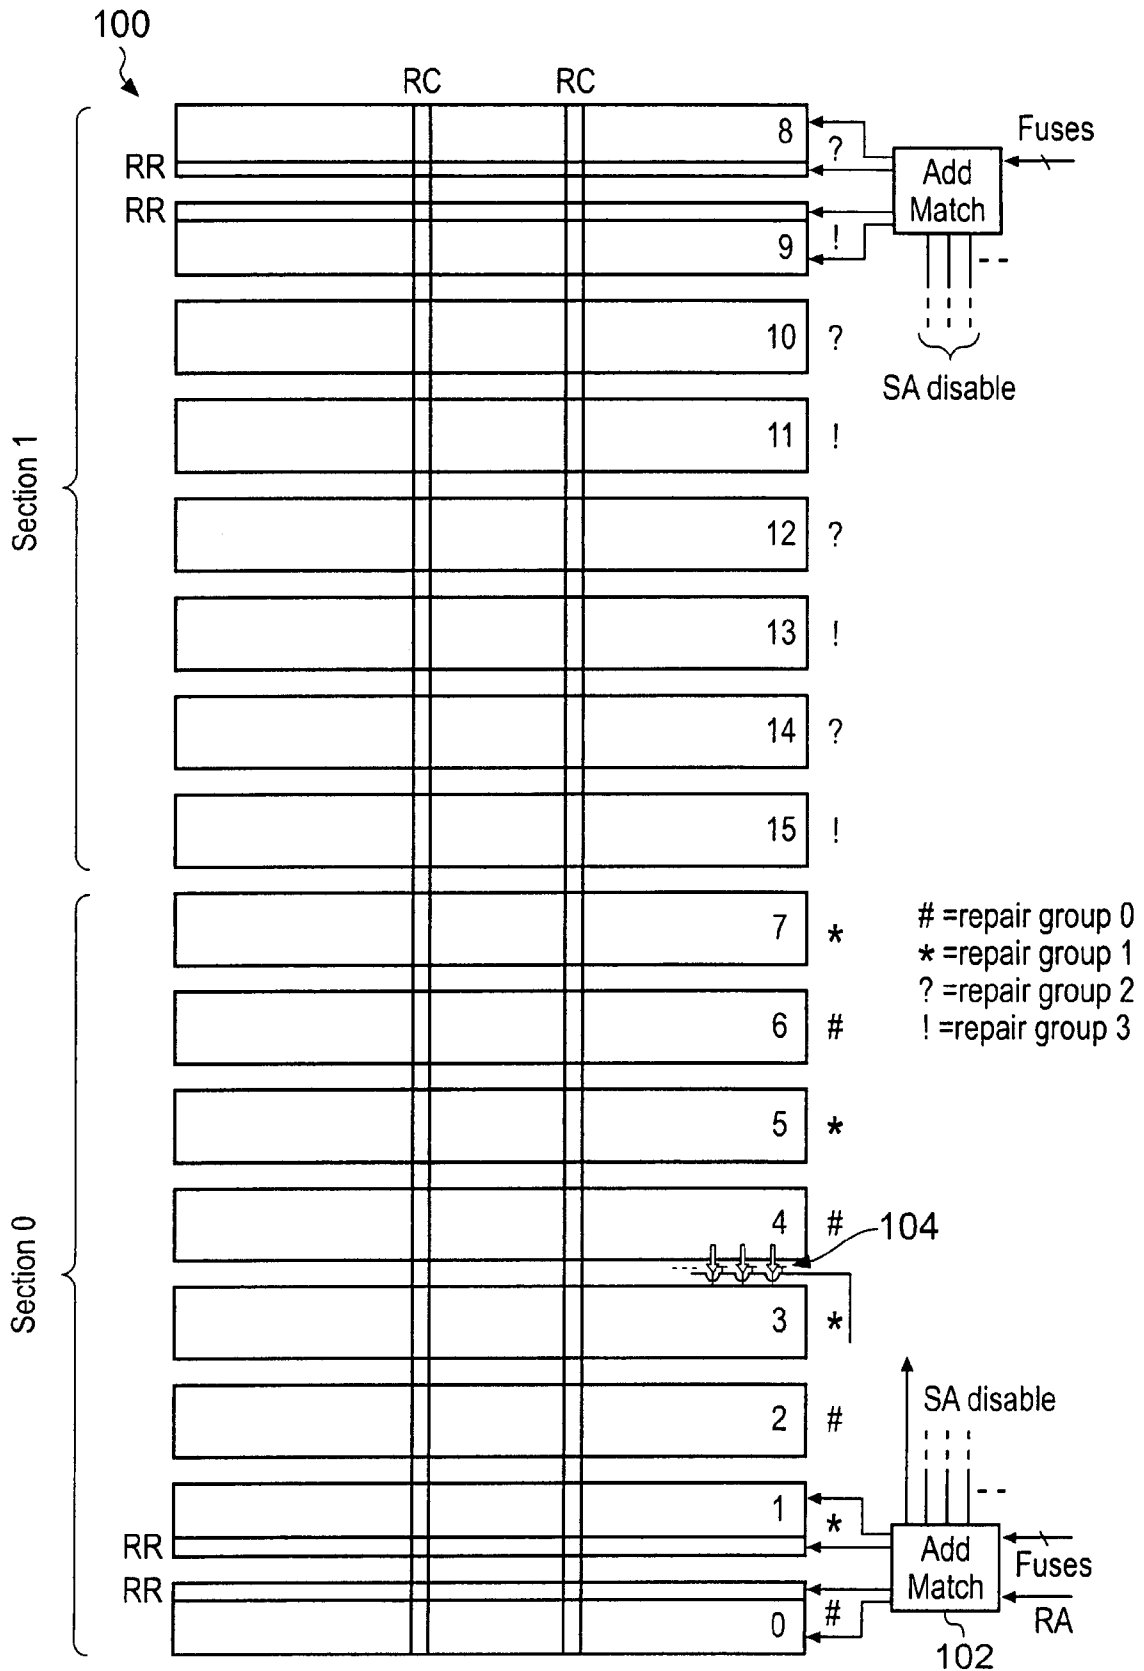 100
RC RC
8
?
Fuses
RR
Add
Match
RR
9
!
- -
10 ?
SA disable
11 !
Section 1
12 ?
13 !
14 ?
15 !
7 *
# =repair group 0
* =repair group 1
? =repair group 2
! =repair group 3
6 #
5 *
4 #
104
Section 0
3 *
SA disable
2 #
- -
1
*
RR
Add
Match
Fuses
RR
0
#
RA
102